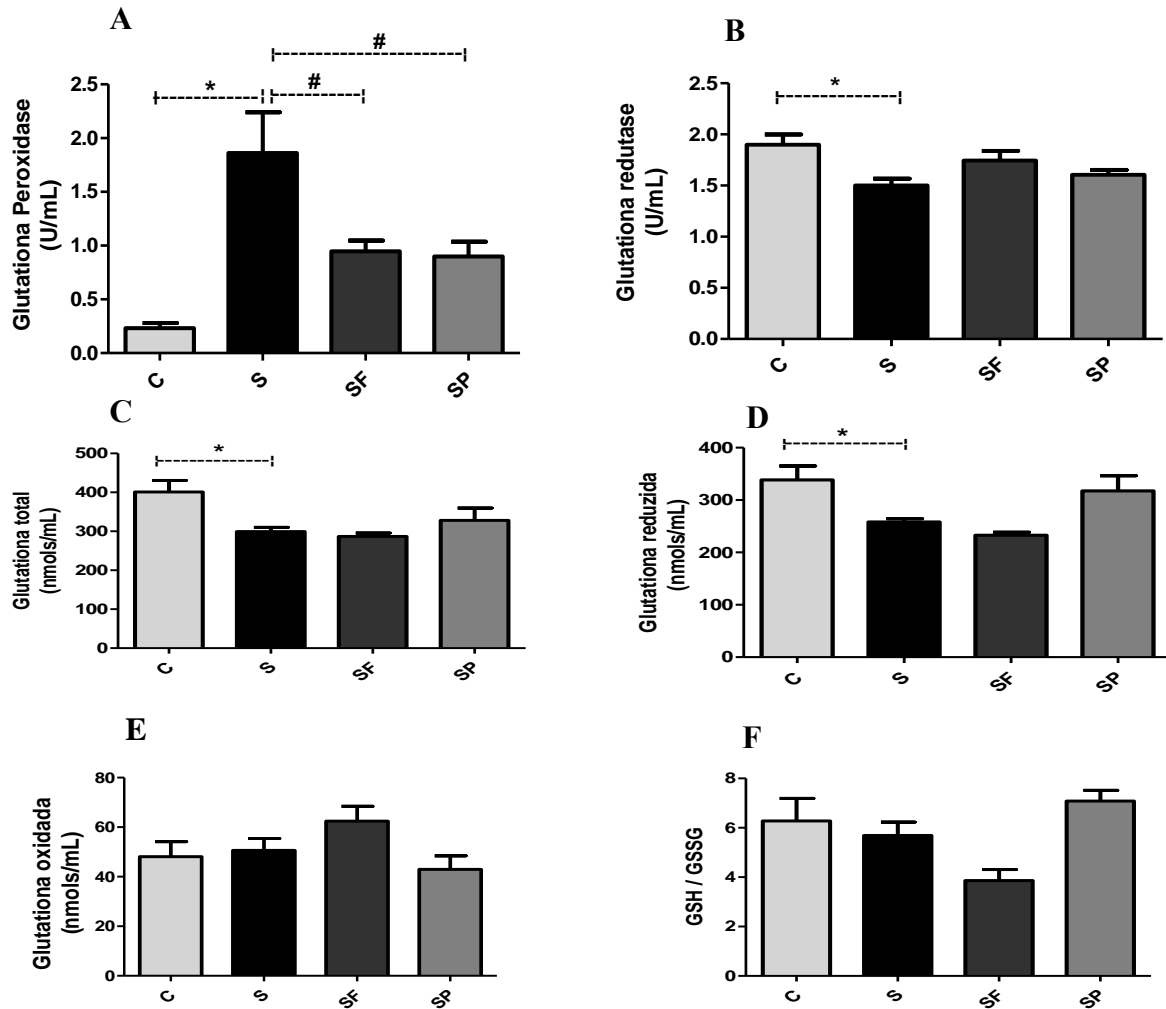 A
#
*
#
Glutationa Peroxidase
(U/mL)
2.5
2.0
1.5
1.0
0.5
0.0
C
S
SF
SP
B
*
Glutationa redutase
(U/mL)
2.5
2.0
1.5
1.0
0.5
0.0
C
S
SF
SP
C
*
Glutationa total
(nmols/mL)
500
400
300
200
100
0
C
S
SF
SP
D
*
Glutationa reduzida
(nmols/mL)
400
300
200
100
0
C
S
SF
SP
E
Glutationa oxidada
(nmols/mL)
80
60
40
20
0
C
S
SF
SP
F
GSH / GSSG
8
6
4
2
0
C
S
SF
SP